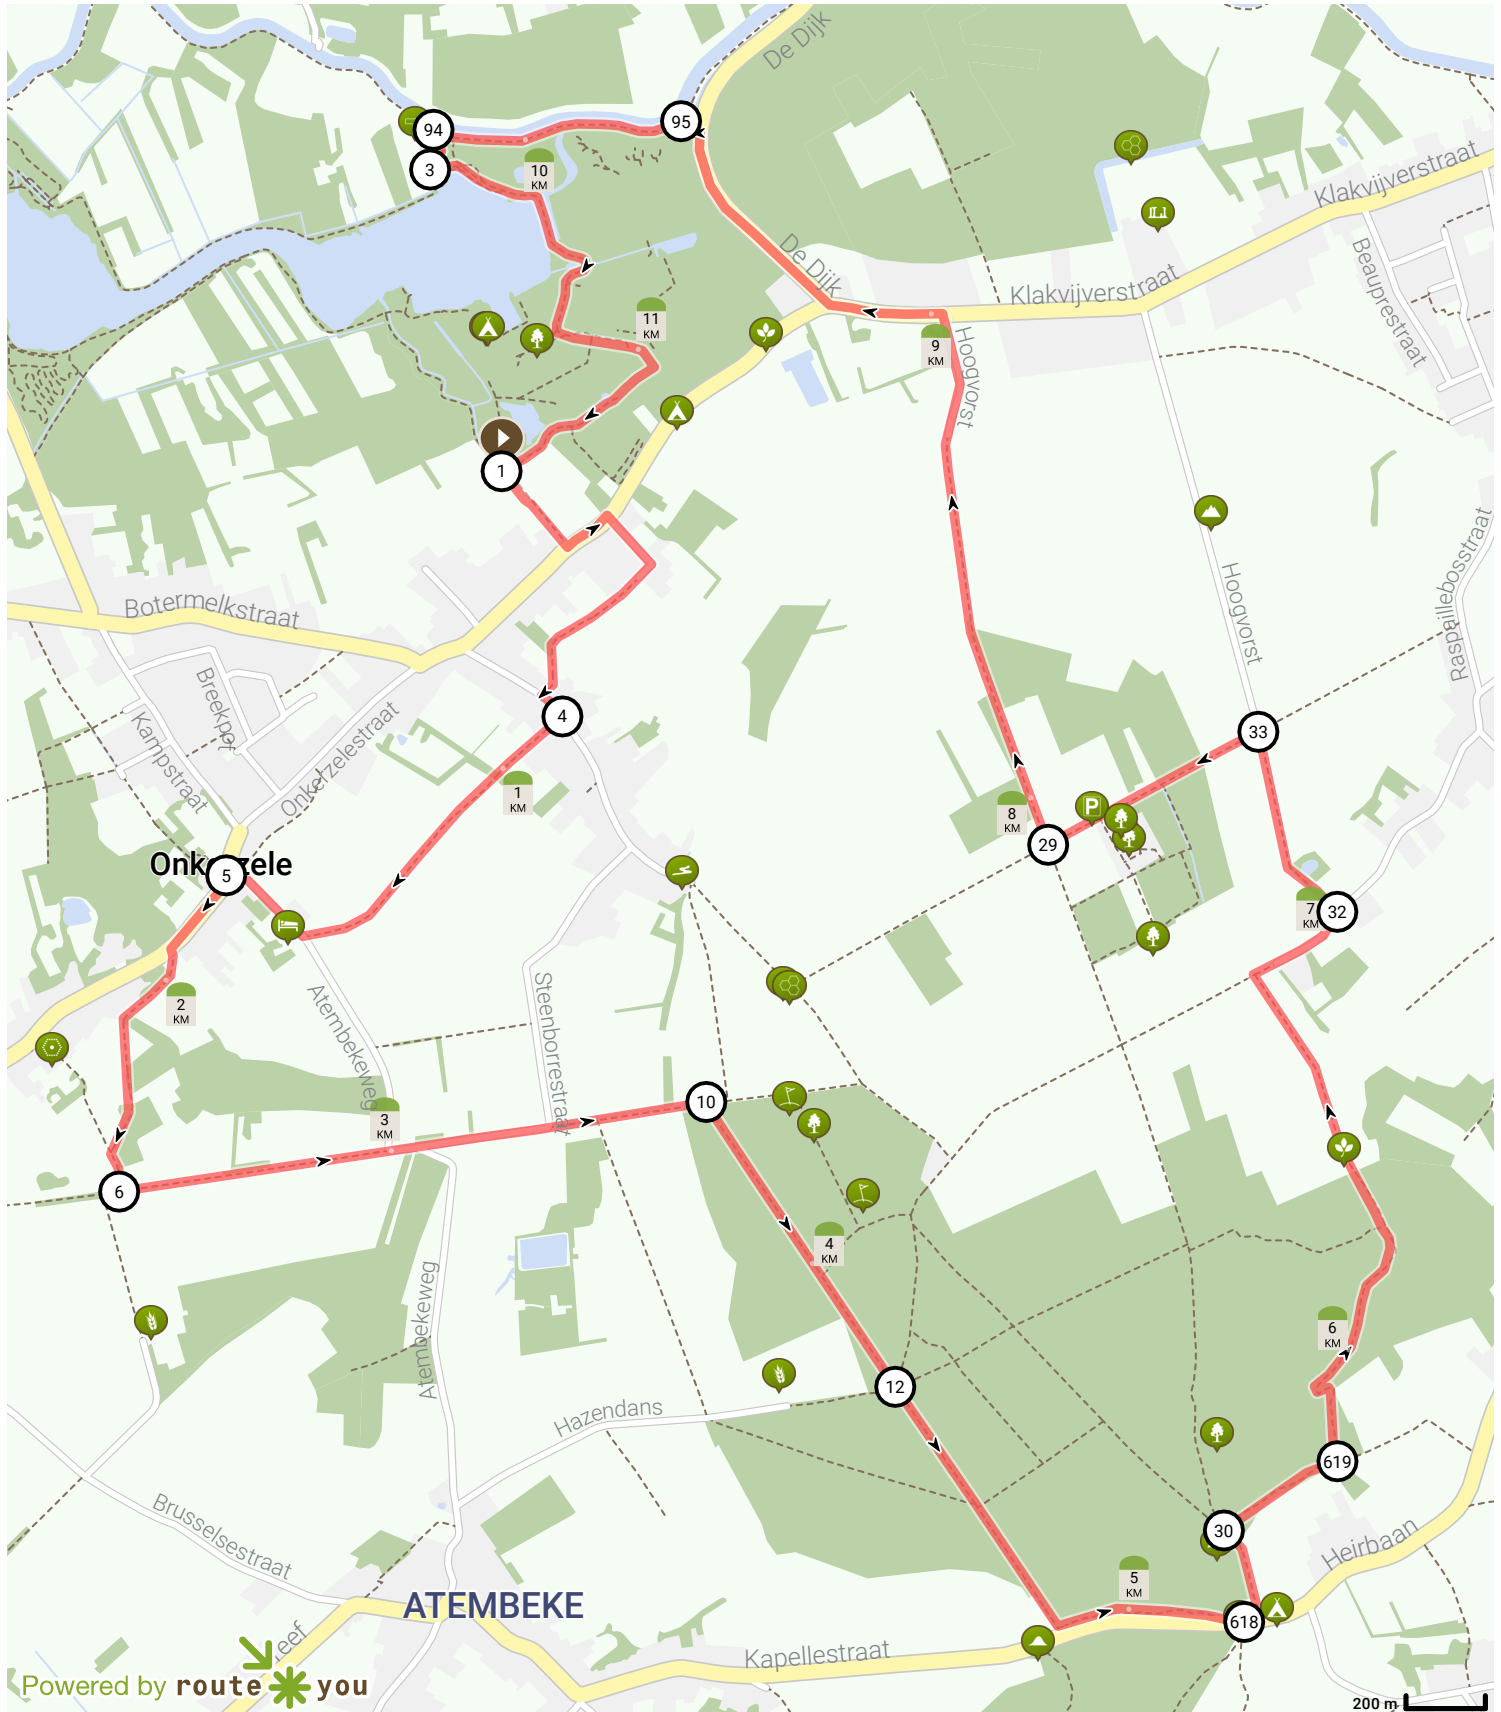 De Dijk
94
95
3
10
KM
Klakvijverstraat
De Dijk
Klakvijverstraat
Beauprestraat
11
KM
9
KM
Hoogvorst
1
Raspaillebosstraat
Hoogvorst
Botermelkstraat
Breekpot
Kampstraat
4
33
Onkerzelestraat
1
KM
8
KM
29
5
7
KM
32
2
KM
Atembekeweg
Steenborrestraat
3
KM
10
6
4
KM
Atembekeweg
6
KM
12
Hazendans
619
Brusselsestraat
30
Heirbaan
5
KM
ATEMBEKE
618
Kapellestraat
Powered by route you
200 m